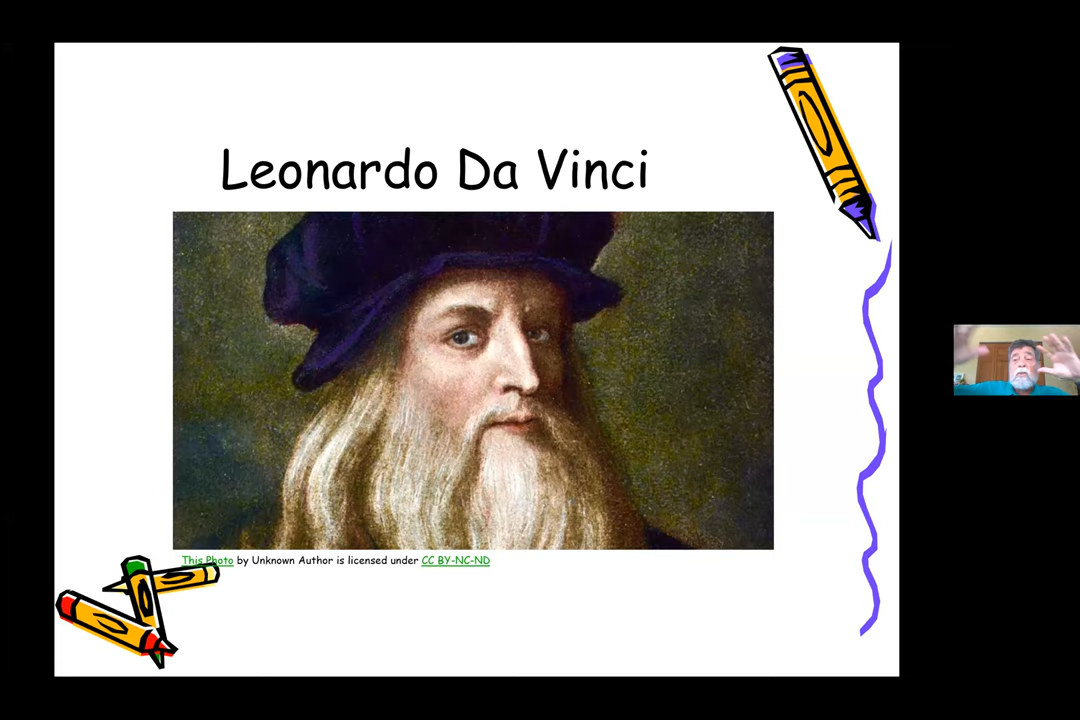 Leonardo Da Vinci
This Photo by Unknown Author is licensed under CC BY-NC-ND